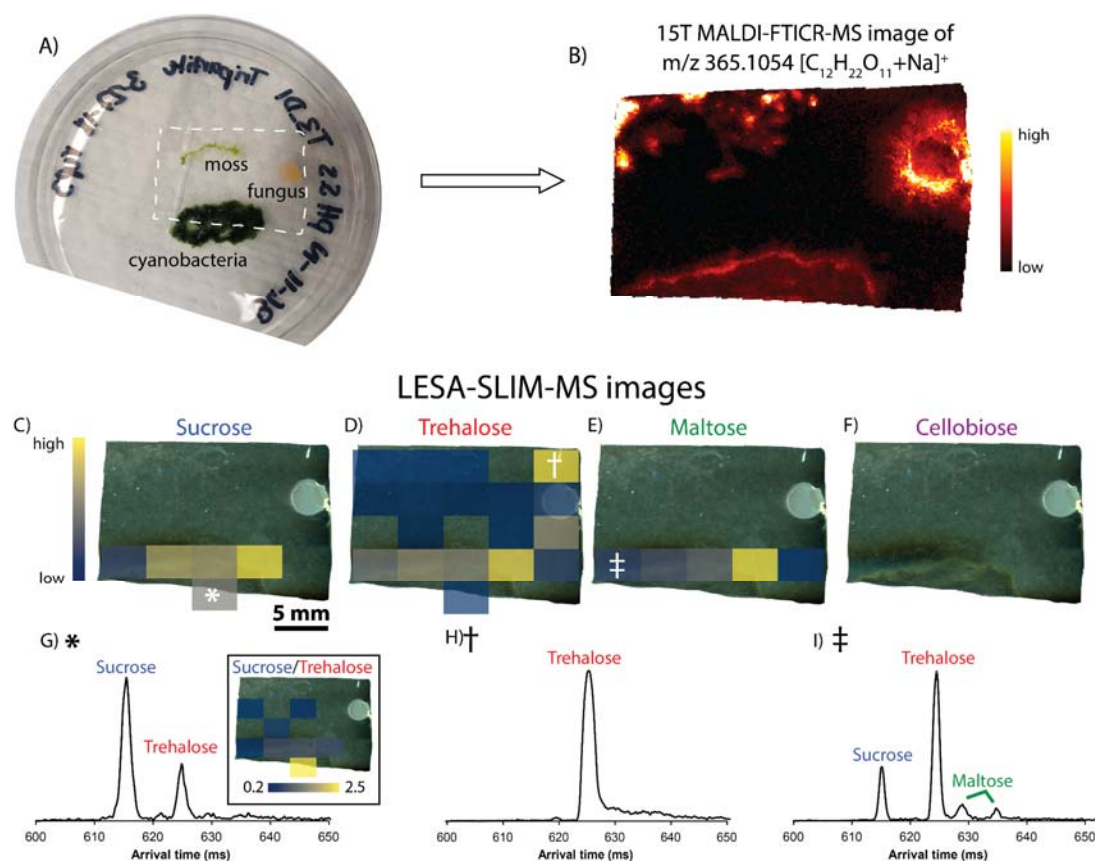 A)
Tripartite
T3_D1
moss
fungus
cyanobacteria
B)
15T MALDI-FTICR-MS image of
m/z 365.1054 [C₁₂H₂₂O₁₁+Na]⁺
high
low
LESA-SLIM-MS images
C)
Sucrose
high
low
*
5 mm
D)
Trehalose
†
E)
Maltose
‡
F)
Cellobiose
G) *
Sucrose
Trehalose
Sucrose/Trehalose
0.2 2.5
600 610 620 630 640 650
Arrival time (ms)
H) †
Trehalose
600 610 620 630 640 650
Arrival time (ms)
I) ‡
Sucrose
Trehalose
Maltose
600 610 620 630 640 650
Arrival time (ms)